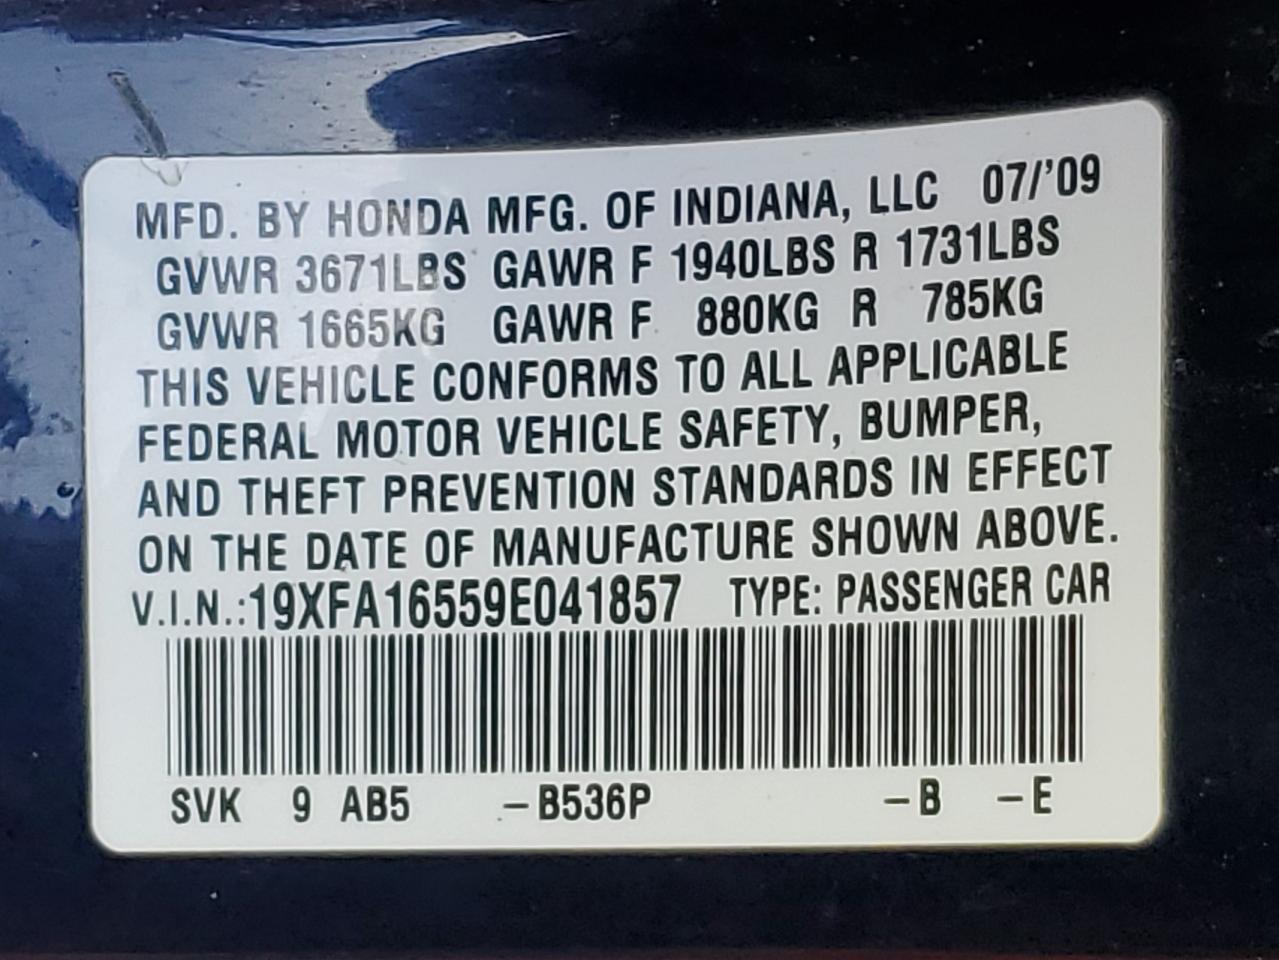 MFD. BY HONDA MFG. OF INDIANA, LLC 07/'09
GVWR 3671LBS GAWR F 1940LBS R 1731LBS
GVWR 1665KG GAWR F 880KG R 785KG
THIS VEHICLE CONFORMS TO ALL APPLICABLE
FEDERAL MOTOR VEHICLE SAFETY, BUMPER,
AND THEFT PREVENTION STANDARDS IN EFFECT
ON THE DATE OF MANUFACTURE SHOWN ABOVE.
V.I.N.:19XFA16559E041857 TYPE: PASSENGER CAR
SVK 9 AB5 -B536P -B -E